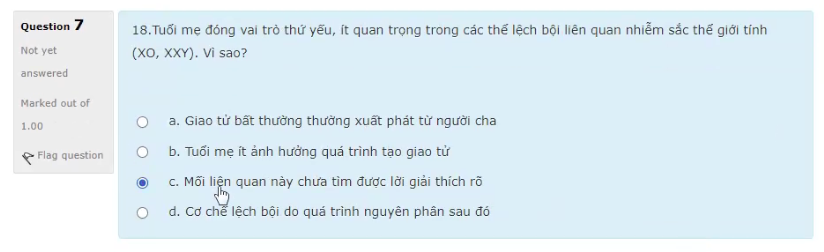 Question 7
Not yet
answered
Marked out of
1.00
Flag question
18.Tuổi mẹ đóng vai trò thứ yếu, ít quan trọng trong các thể lệch bội liên quan nhiễm sắc thể giới tính
(XO, XXY). Vì sao?
a. Giao tử bất thường thường xuất phát từ người cha
b. Tuổi mẹ ít ảnh hưởng quá trình tạo giao tử
c. Mối liên quan này chưa tìm được lời giải thích rõ
d. Cơ chế lệch bội do quá trình nguyên phân sau đó